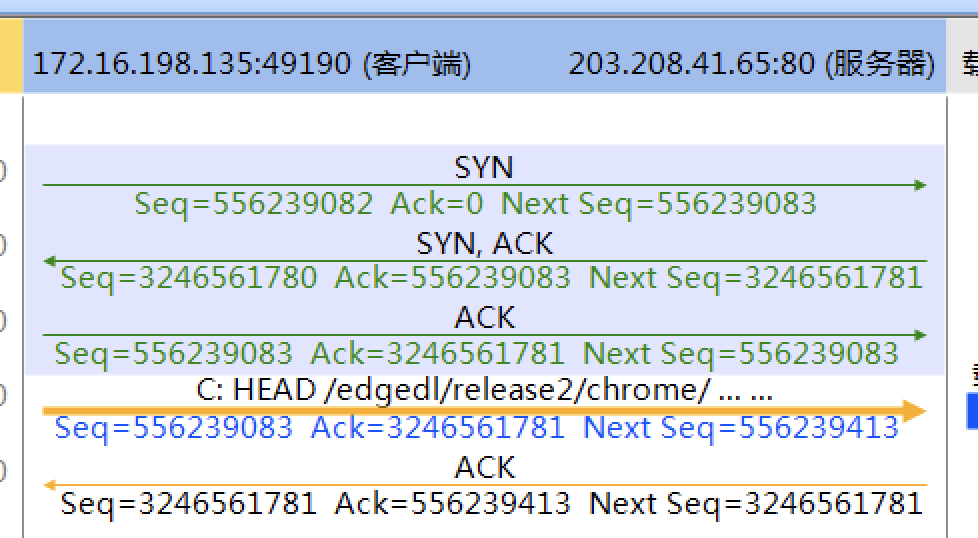 172.16.198.135:49190 (客户端) 203.208.41.65:80 (服务器)
SYN
Seq=556239082 Ack=0 Next Seq=556239083
SYN, ACK
Seq=3246561780 Ack=556239083 Next Seq=3246561781
ACK
Seq=556239083 Ack=3246561781 Next Seq=556239083
C: HEAD /edgedl/release2/chrome/ ... ...
Seq=556239083 Ack=3246561781 Next Seq=556239413
ACK
Seq=3246561781 Ack=556239413 Next Seq=3246561781